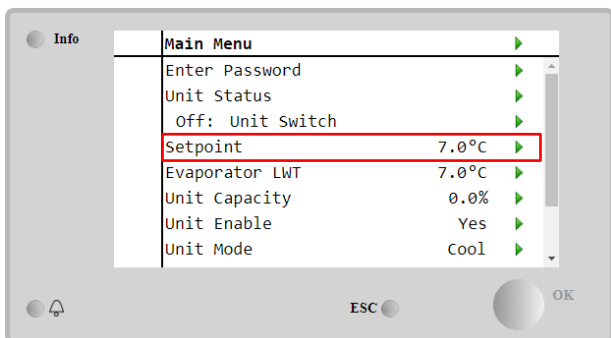 Info
Main Menu
Enter Password
Unit Status
Off: Unit Switch
Setpoint 7.0°C
Evaporator LWT 7.0°C
Unit Capacity 0.0%
Unit Enable Yes
Unit Mode Cool
ESC
OK